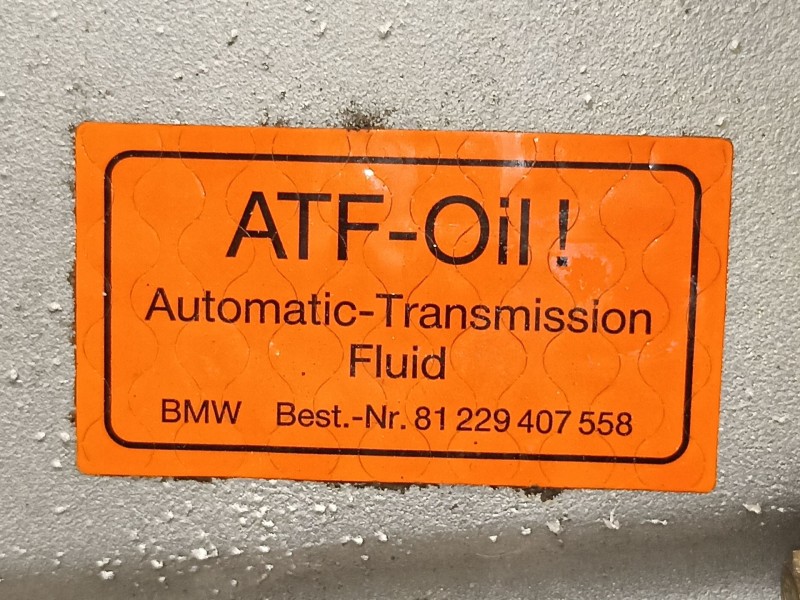 ATF-Oil!
Automatic-Transmission
Fluid
BMW Best.-Nr. 81 229 407 558